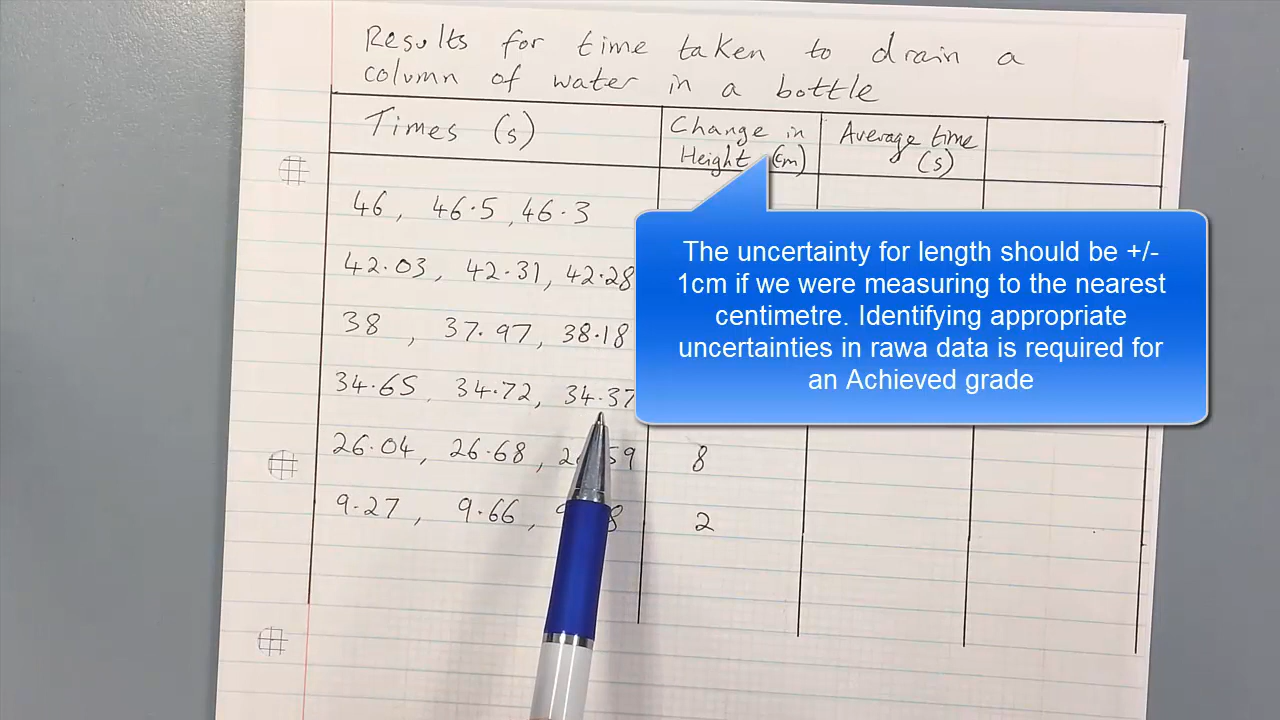 Results for time taken to drain a
column of water in a bottle
Times (s)
Change in
Height (cm)
Average time
(s)
The uncertainty for length should be +/-
1cm if we were measuring to the nearest
centimetre. Identifying appropriate
uncertainties in rawa data is required for
an Achieved grade
46, 46.5, 46.3
42.03, 42.31, 42.28
38, 37.97, 38.18
34.65, 34.72, 34.37
26.04, 26.68, 8
9.27, 9.66, 2